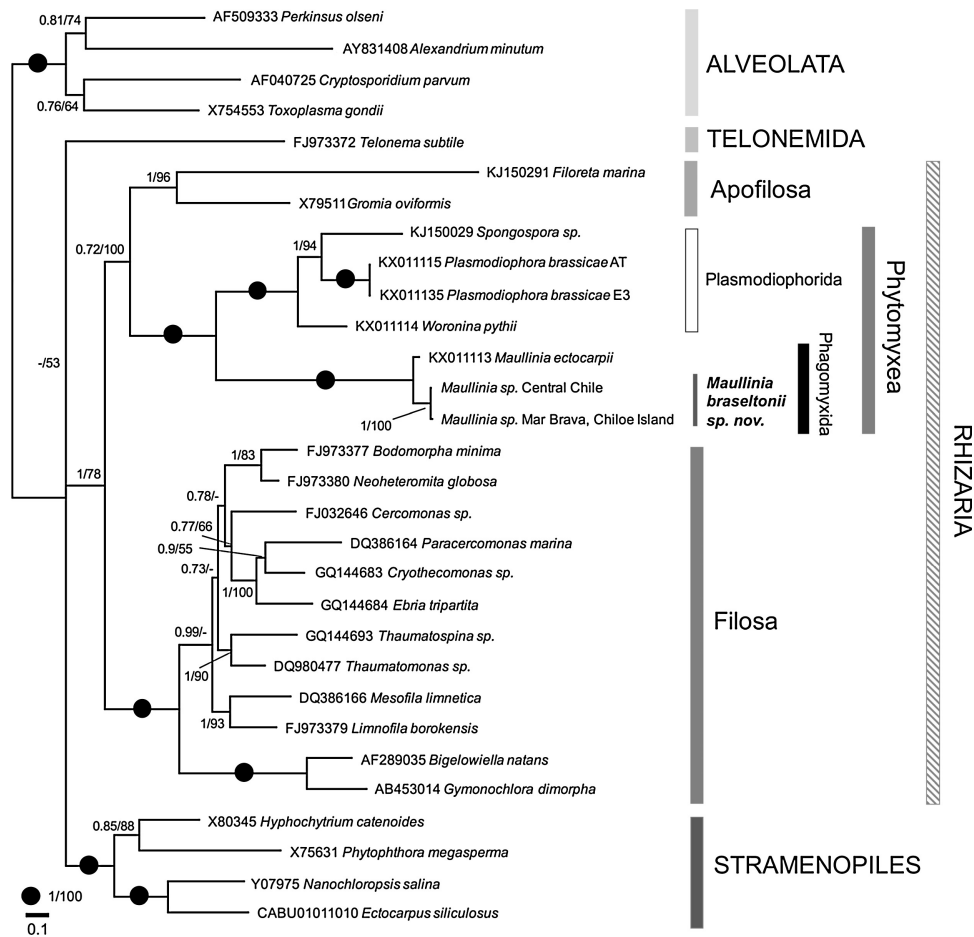 0.81/74
AF509333 Perkinsus olseni
AY831408 Alexandrium minutum
AF040725 Cryptosporidium parvum
0.76/64
X754553 Toxoplasma gondii
ALVEOLATA
FJ973372 Telonema subtile
TELONEMIDA
1/96
KJ150291 Filoreta marina
X79511 Gromia oviformis
Apofilosa
0.72/100
KJ150029 Spongospora sp.
1/94
KX011115 Plasmodiophora brassicae AT
KX011135 Plasmodiophora brassicae E3
KX011114 Woronina pythii
Plasmodiophorida
Phytomyxea
-/53
KX011113 Maullinia ectocarpii
Maullinia sp. Central Chile
Maullinia sp. Mar Brava, Chiloe Island
1/100
Maullinia
braseltonii
sp. nov.
Phagomyxida
RHIZARIA
1/78
1/83
FJ973377 Bodomorpha minima
FJ973380 Neoheteromita globosa
0.78/-
FJ032646 Cercomonas sp.
0.77/66
0.9/55
DQ386164 Paracercomonas marina
0.73/-
GQ144683 Cryothecomonas sp.
1/100
GQ144684 Ebria tripartita
Filosa
0.99/-
GQ144693 Thaumatospina sp.
DQ980477 Thaumatomonas sp.
1/90
DQ386166 Mesofila limnetica
1/93
FJ973379 Limnofila borokensis
AF289035 Bigelowiella natans
AB453014 Gymonochlora dimorpha
0.85/88
X80345 Hyphochytrium catenoides
X75631 Phytophthora megasperma
STRAMENOPILES
Y07975 Nanochloropsis salina
CABU01011010 Ectocarpus siliculosus
1/100
0.1